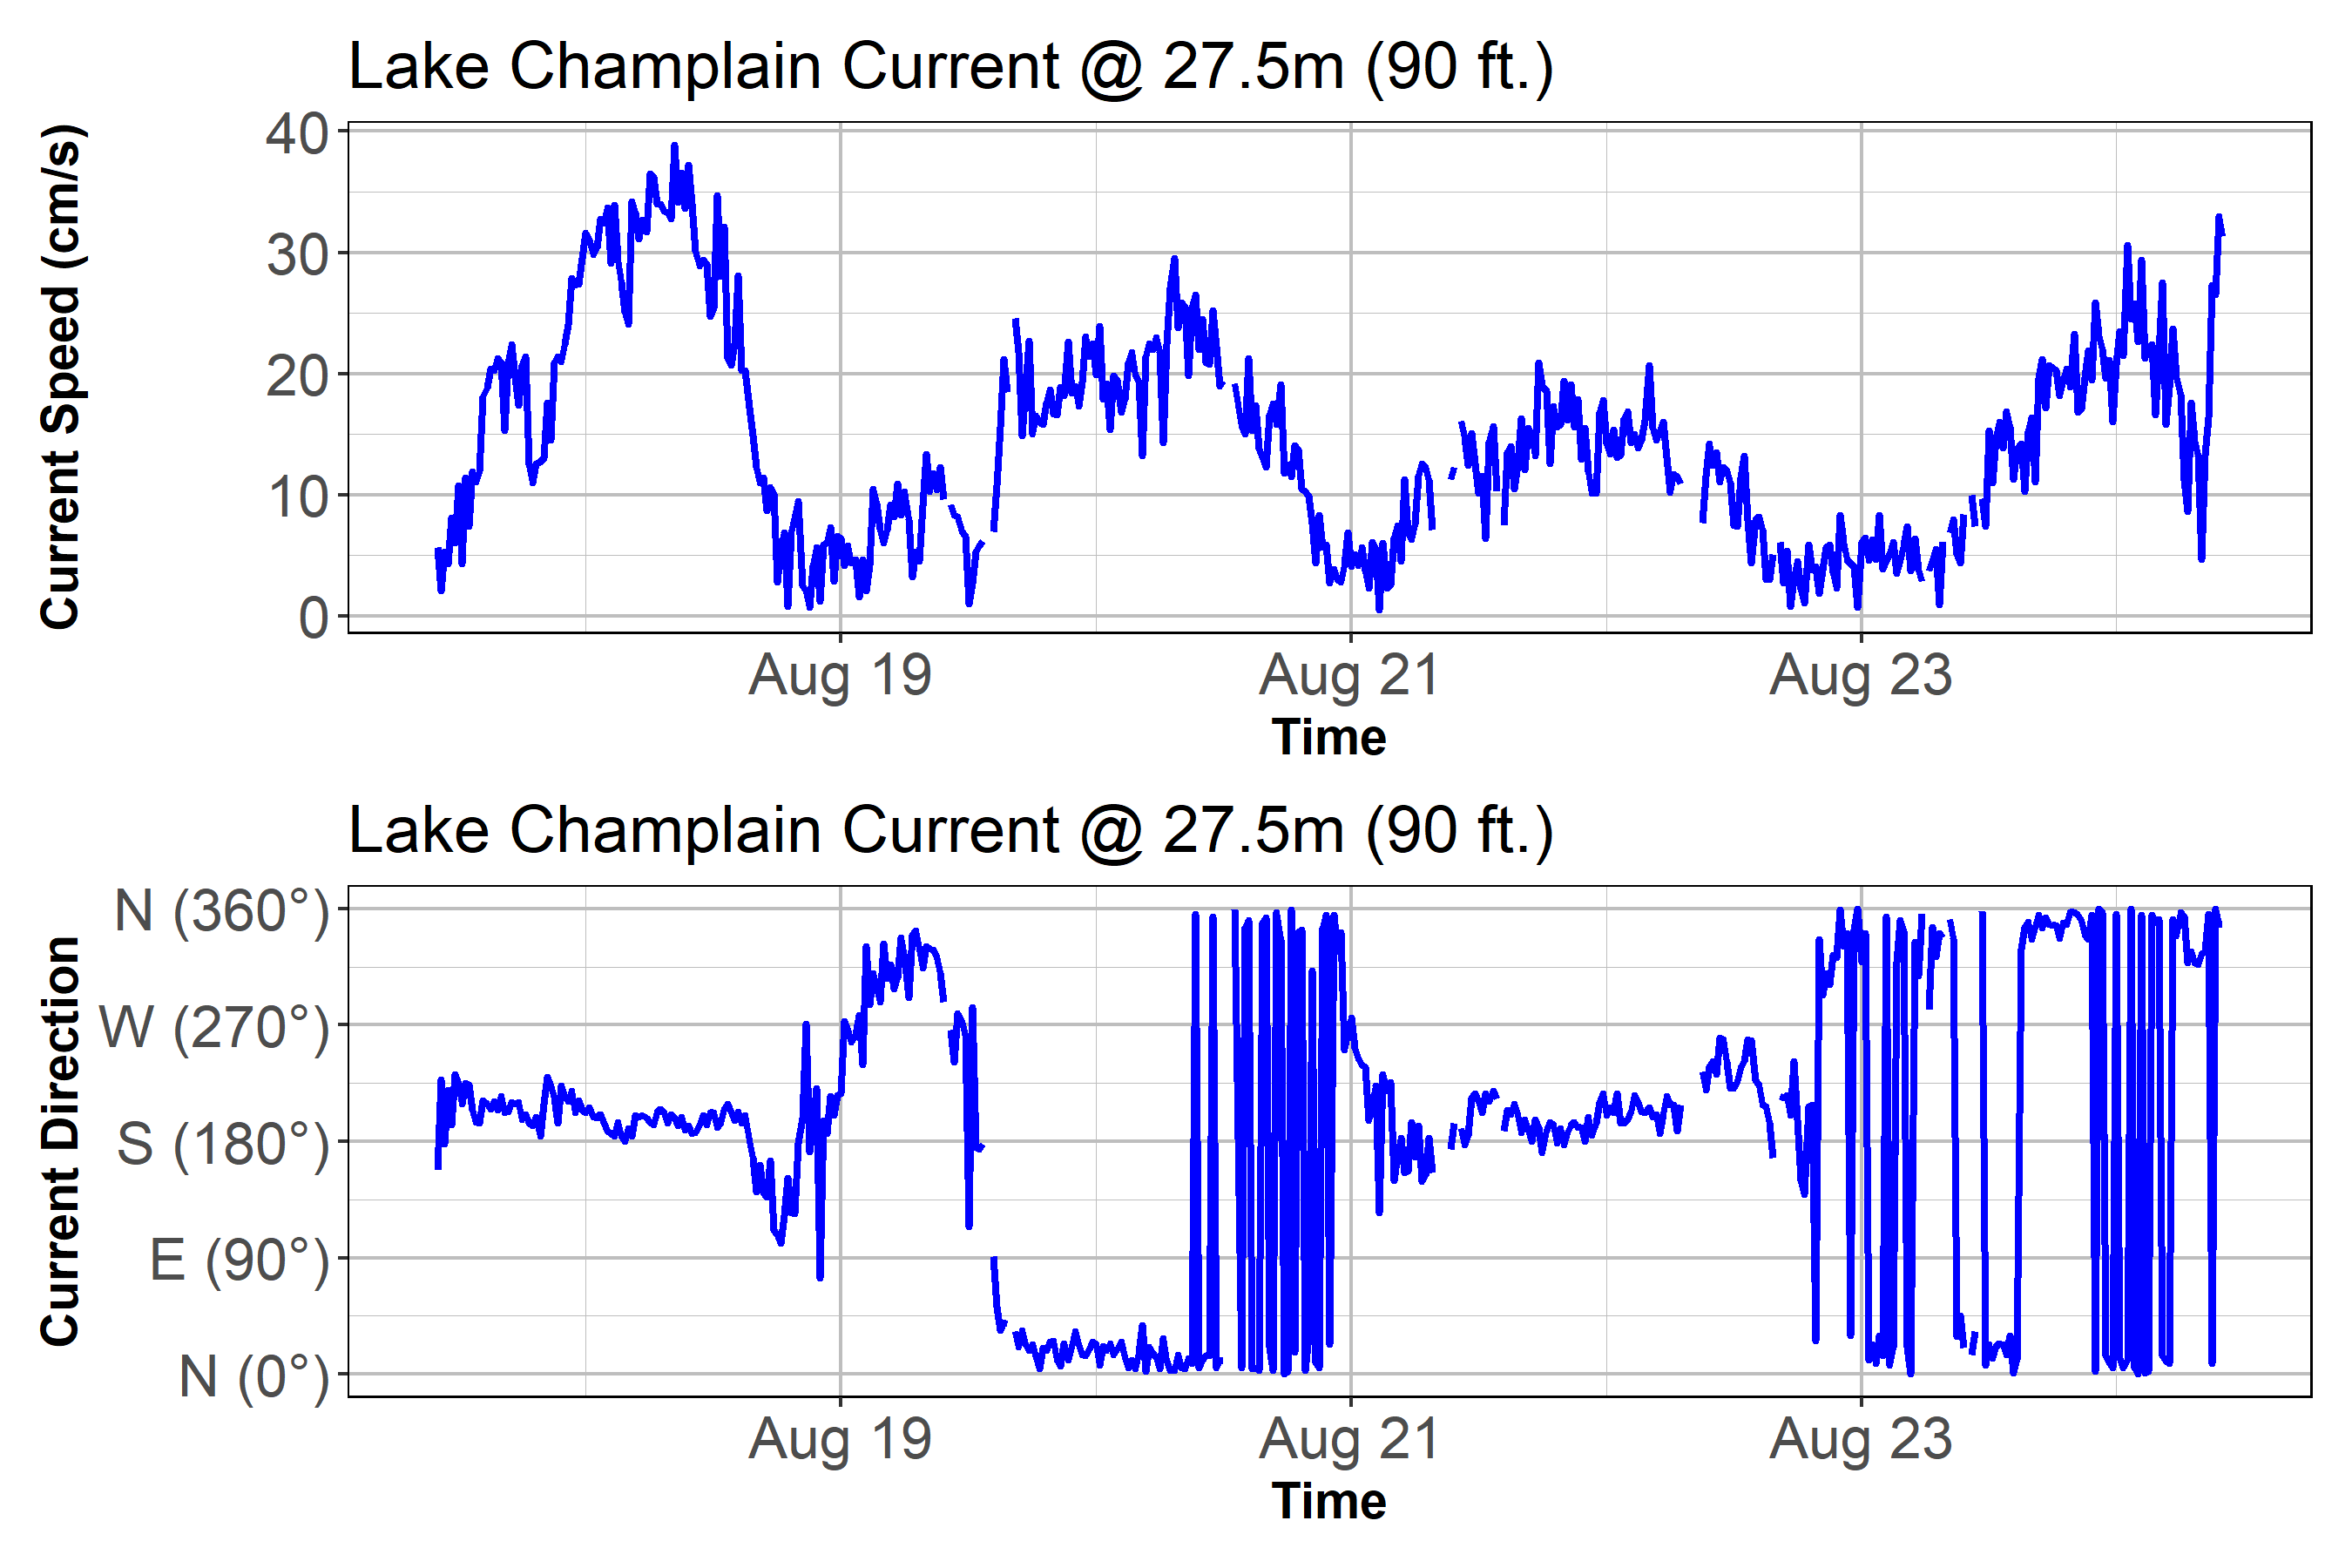 Lake Champlain Current @ 27.5m (90 ft.)
Current Speed (cm/s)
40
30
20
10
0
Aug 19 Aug 21 Aug 23
Time
Lake Champlain Current @ 27.5m (90 ft.)
Current Direction
N (360°)
W (270°)
S (180°)
E (90°)
N (0°)
Aug 19 Aug 21 Aug 23
Time